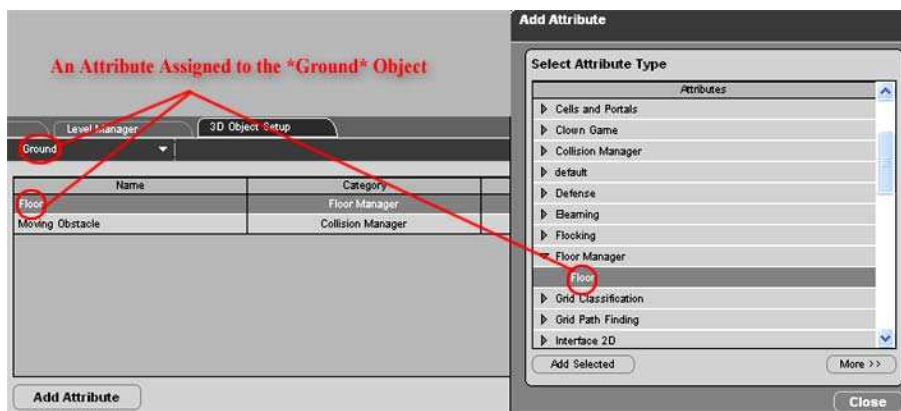 Add Attribute
An Attribute Assigned to the *Ground* Object
Select Attribute Type
Attributes
Cells and Portals
Clown Game
Collision Manager
default
Defense
Elearning
Flocking
Floor Manager
Floor
Grid Classification
Grid Path Finding
Interface 2D
Add Selected
More >>
Close
Level Manager
3D Object Setup
Ground
Name
Category
Floor
Floor Manager
Moving Obstacle
Collision Manager
Add Attribute